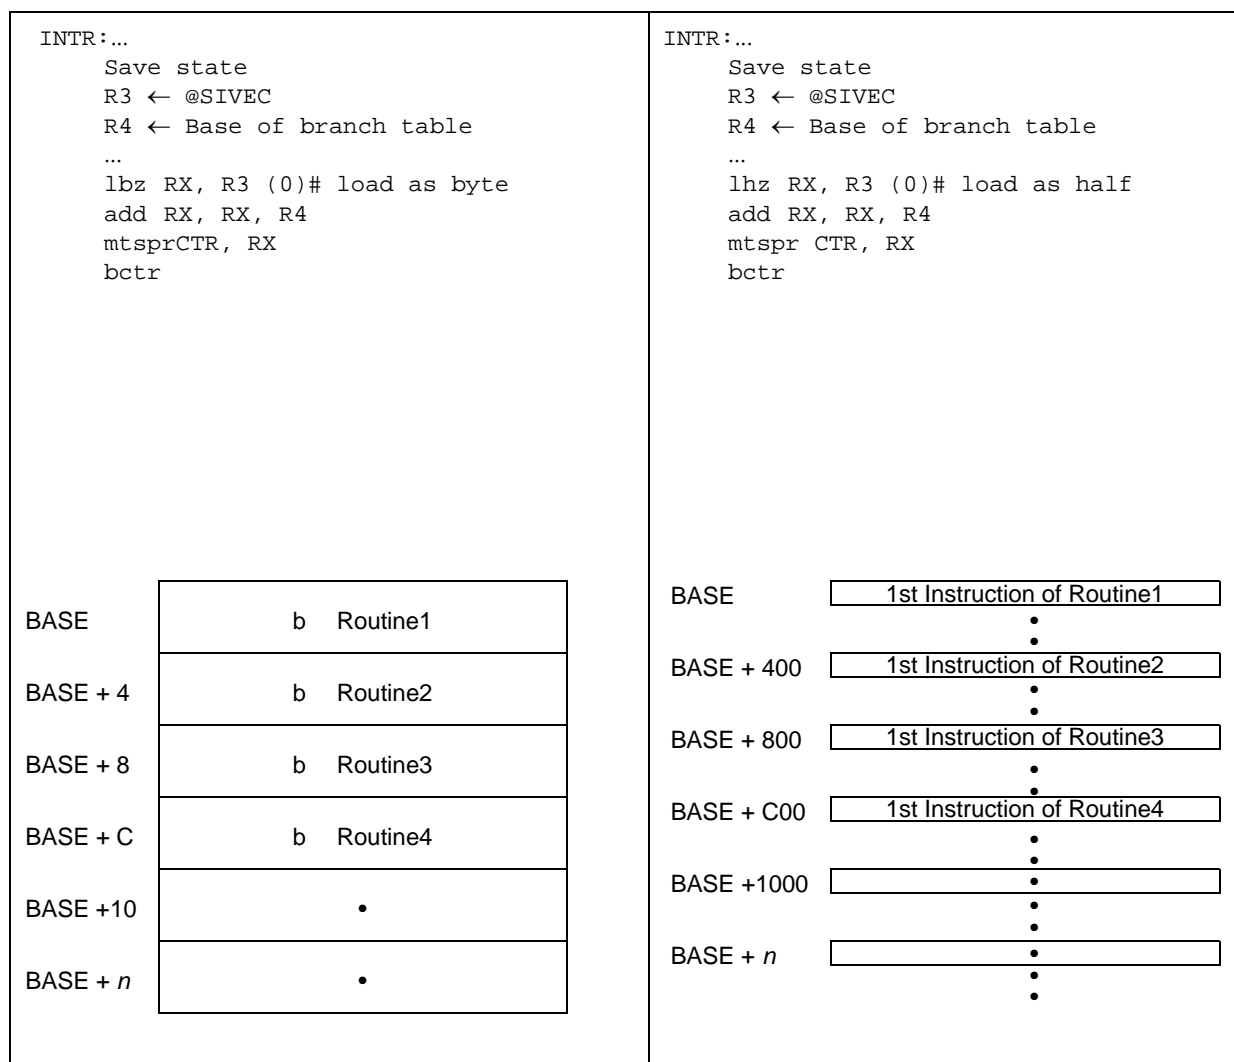 INTR:...
Save state
R3 ← @SIVEC
R4 ← Base of branch table
...
lbz RX, R3 (0)# load as byte
add RX, RX, R4
mtsprCTR, RX
bctr
BASE b Routine1
BASE + 4 b Routine2
BASE + 8 b Routine3
BASE + C b Routine4
BASE +10 •
BASE + n •
INTR:...
Save state
R3 ← @SIVEC
R4 ← Base of branch table
...
lhz RX, R3 (0)# load as half
add RX, RX, R4
mtspr CTR, RX
bctr
BASE 1st Instruction of Routine1
•
•
BASE + 400 1st Instruction of Routine2
•
•
BASE + 800 1st Instruction of Routine3
•
•
BASE + C00 1st Instruction of Routine4
•
•
BASE +1000 •
•
•
BASE + n •
•
•